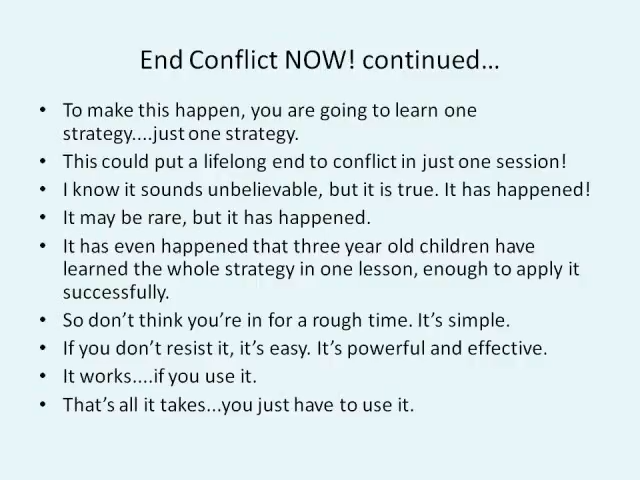 End Conflict NOW! continued…
• To make this happen, you are going to learn one
strategy....just one strategy.
• This could put a lifelong end to conflict in just one session!
• I know it sounds unbelievable, but it is true. It has happened!
• It may be rare, but it has happened.
• It has even happened that three year old children have
learned the whole strategy in one lesson, enough to apply it
successfully.
• So don’t think you’re in for a rough time. It’s simple.
• If you don’t resist it, it’s easy. It’s powerful and effective.
• It works....if you use it.
• That’s all it takes...you just have to use it.